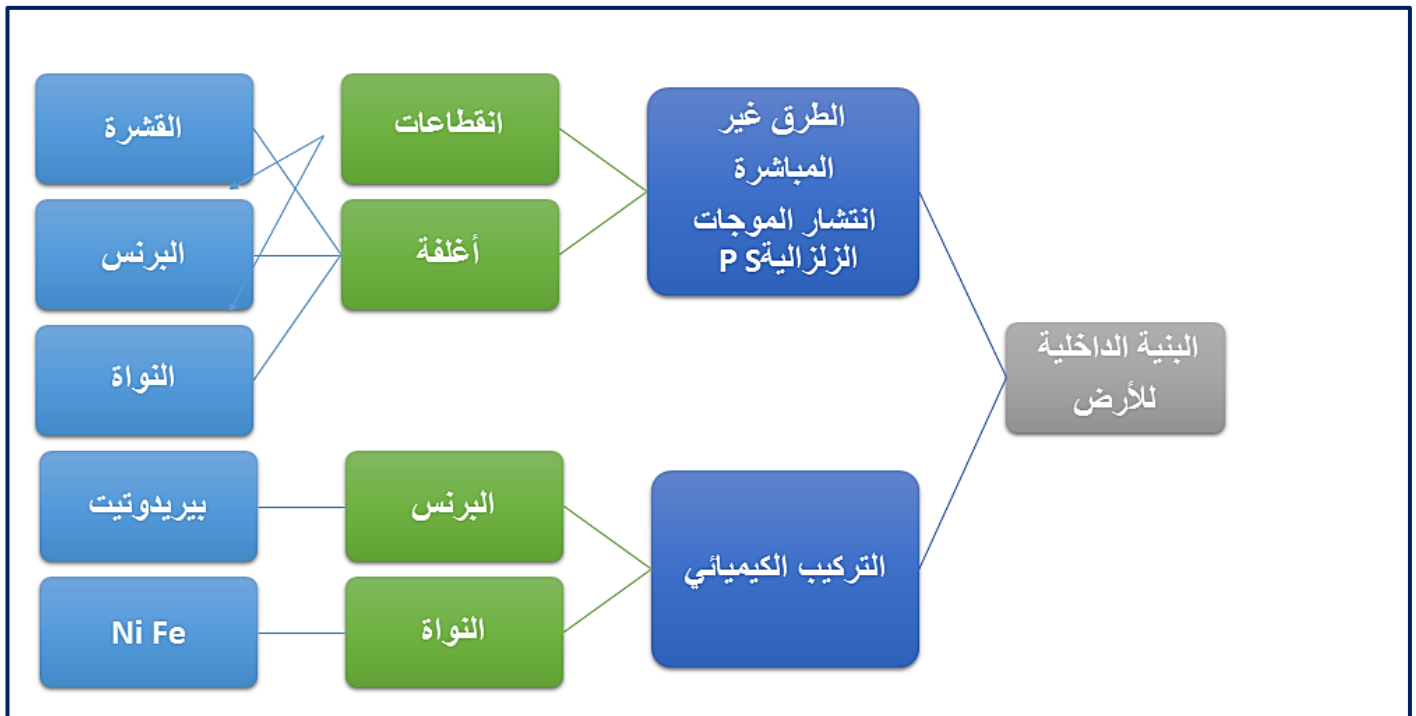 البنية الداخلية
للأرض
الطرق غير
المباشرة
انتشار الموجات
الزلزالية P S
انقطاعات
أغلفة
القشرة
البرنس
النواة
التركيب الكيميائي
البرنس
النواة
بيريدوتيت
Ni Fe